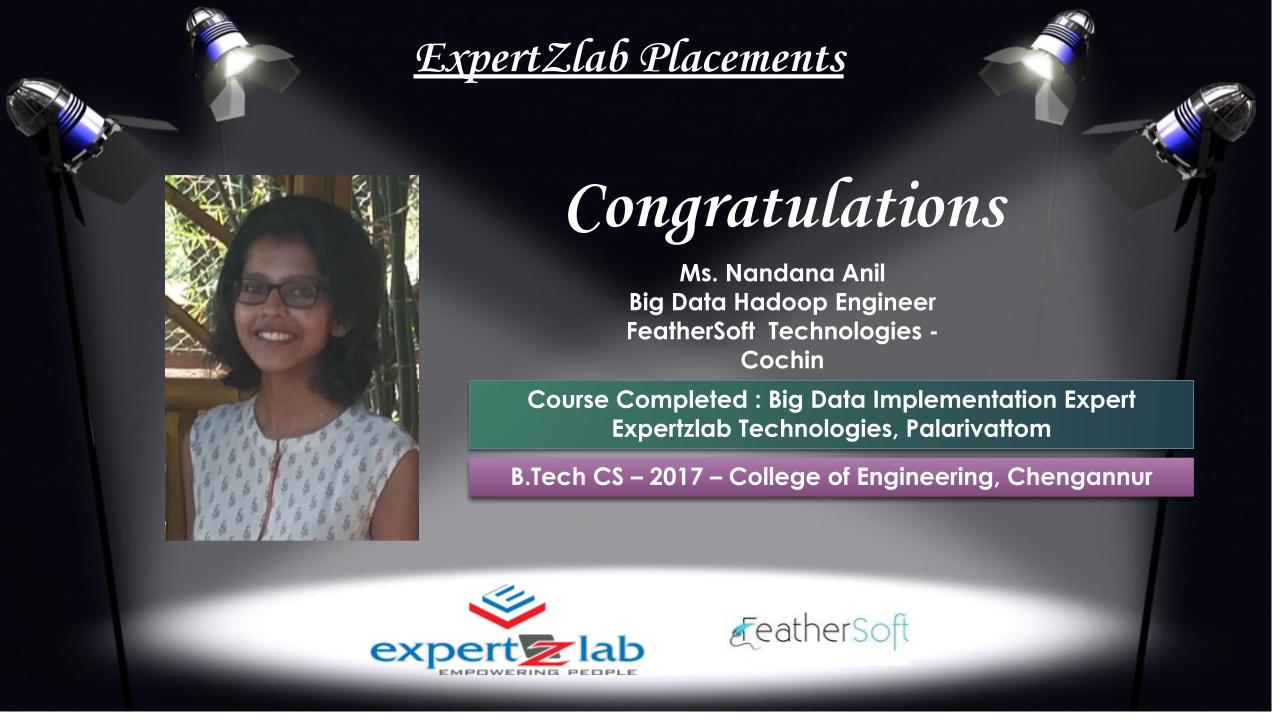 ExpertZlab Placements
Congratulations
Ms. Nandana Anil
Big Data Hadoop Engineer
FeatherSoft Technologies -
Cochin
Course Completed : Big Data Implementation Expert
Expertzlab Technologies, Palarivattom
B.Tech CS – 2017 – College of Engineering, Chengannur
expertZlab
EMPOWERING PEOPLE
FeatherSoft